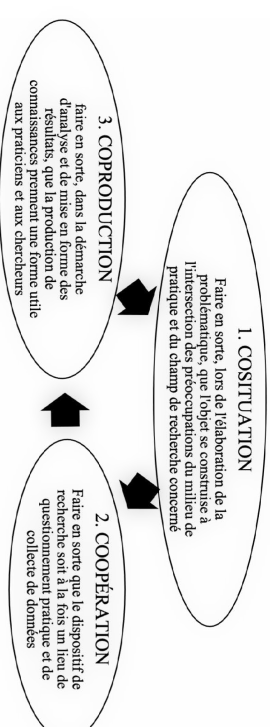 1. COSITUATION
Faire en sorte, lors de l'élaboration de la
problématique, que l'objet se construise à
l'intersection des préoccupations du milieu de
pratique et du champ de recherche concerné
2. COOPÉRATION
Faire en sorte que le dispositif de
recherche soit à la fois un lieu de
questionnement pratique et de
collecte de données
3. COPRODUCTION
faire en sorte, dans la démarche
d'analyse et de mise en forme des
résultats, que la production de
connaissances prennent une forme utile
aux praticiens et aux chercheurs